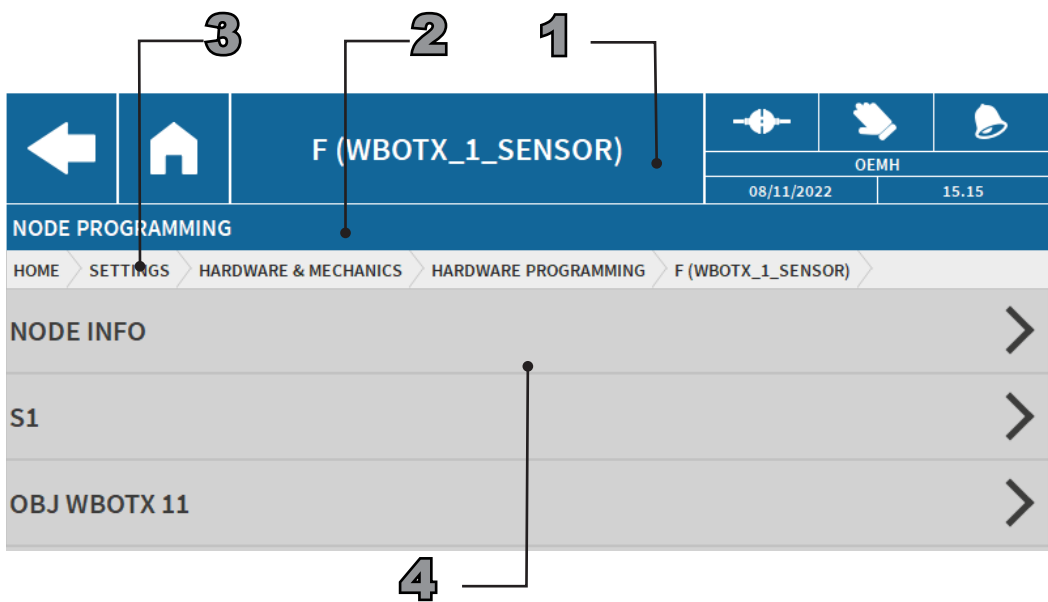 3 2 1
F (WBOTX_1_SENSOR)
OEMH
08/11/2022 15.15
NODE PROGRAMMING
HOME SETTINGS HARDWARE & MECHANICS HARDWARE PROGRAMMING F (WBOTX_1_SENSOR)
NODE INFO
S1
OBJ WBOTX 11
4